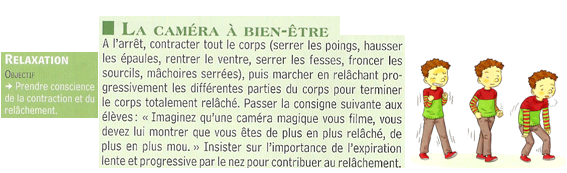 RELAXATION
OBJECTIF
→ Prendre conscience
de la contraction et du
relâchement.
■ LA CAMÉRA À BIEN-ÊTRE
A l'arrêt, contracter tout le corps (serrer les poings, hausser
les épaules, rentrer le ventre, serrer les fesses, froncer les
sourcils, mâchoires serrées), puis marcher en relâchant pro-
gressivement les différentes parties du corps pour terminer
le corps totalement relâché. Passer la consigne suivante aux
élèves: « Imaginez qu'une caméra magique vous filme, vous
devez lui montrer que vous êtes de plus en plus relâché, de
plus en plus mou. » Insister sur l'importance de l'expiration
lente et progressive par le nez pour contribuer au relâchement.